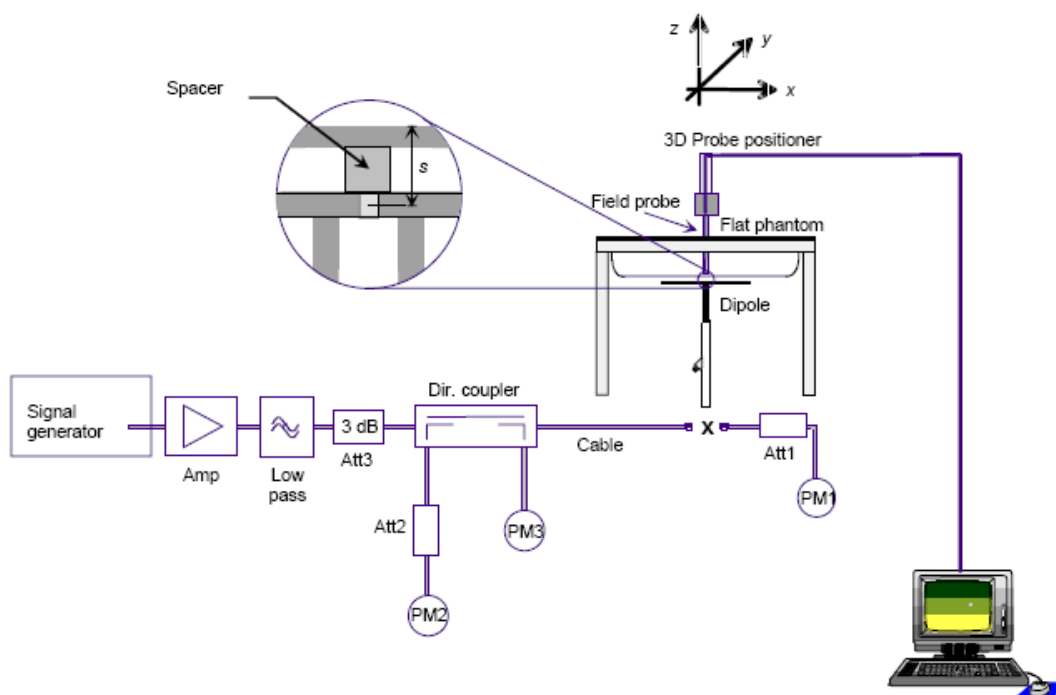 z
y
x
Spacer
s
3D Probe positioner
Field probe
Flat phantom
Dipole
Signal
generator
Amp
Low
pass
3 dB
Att3
Dir. coupler
Cable
X
Att1
PM1
Att2
PM3
PM2